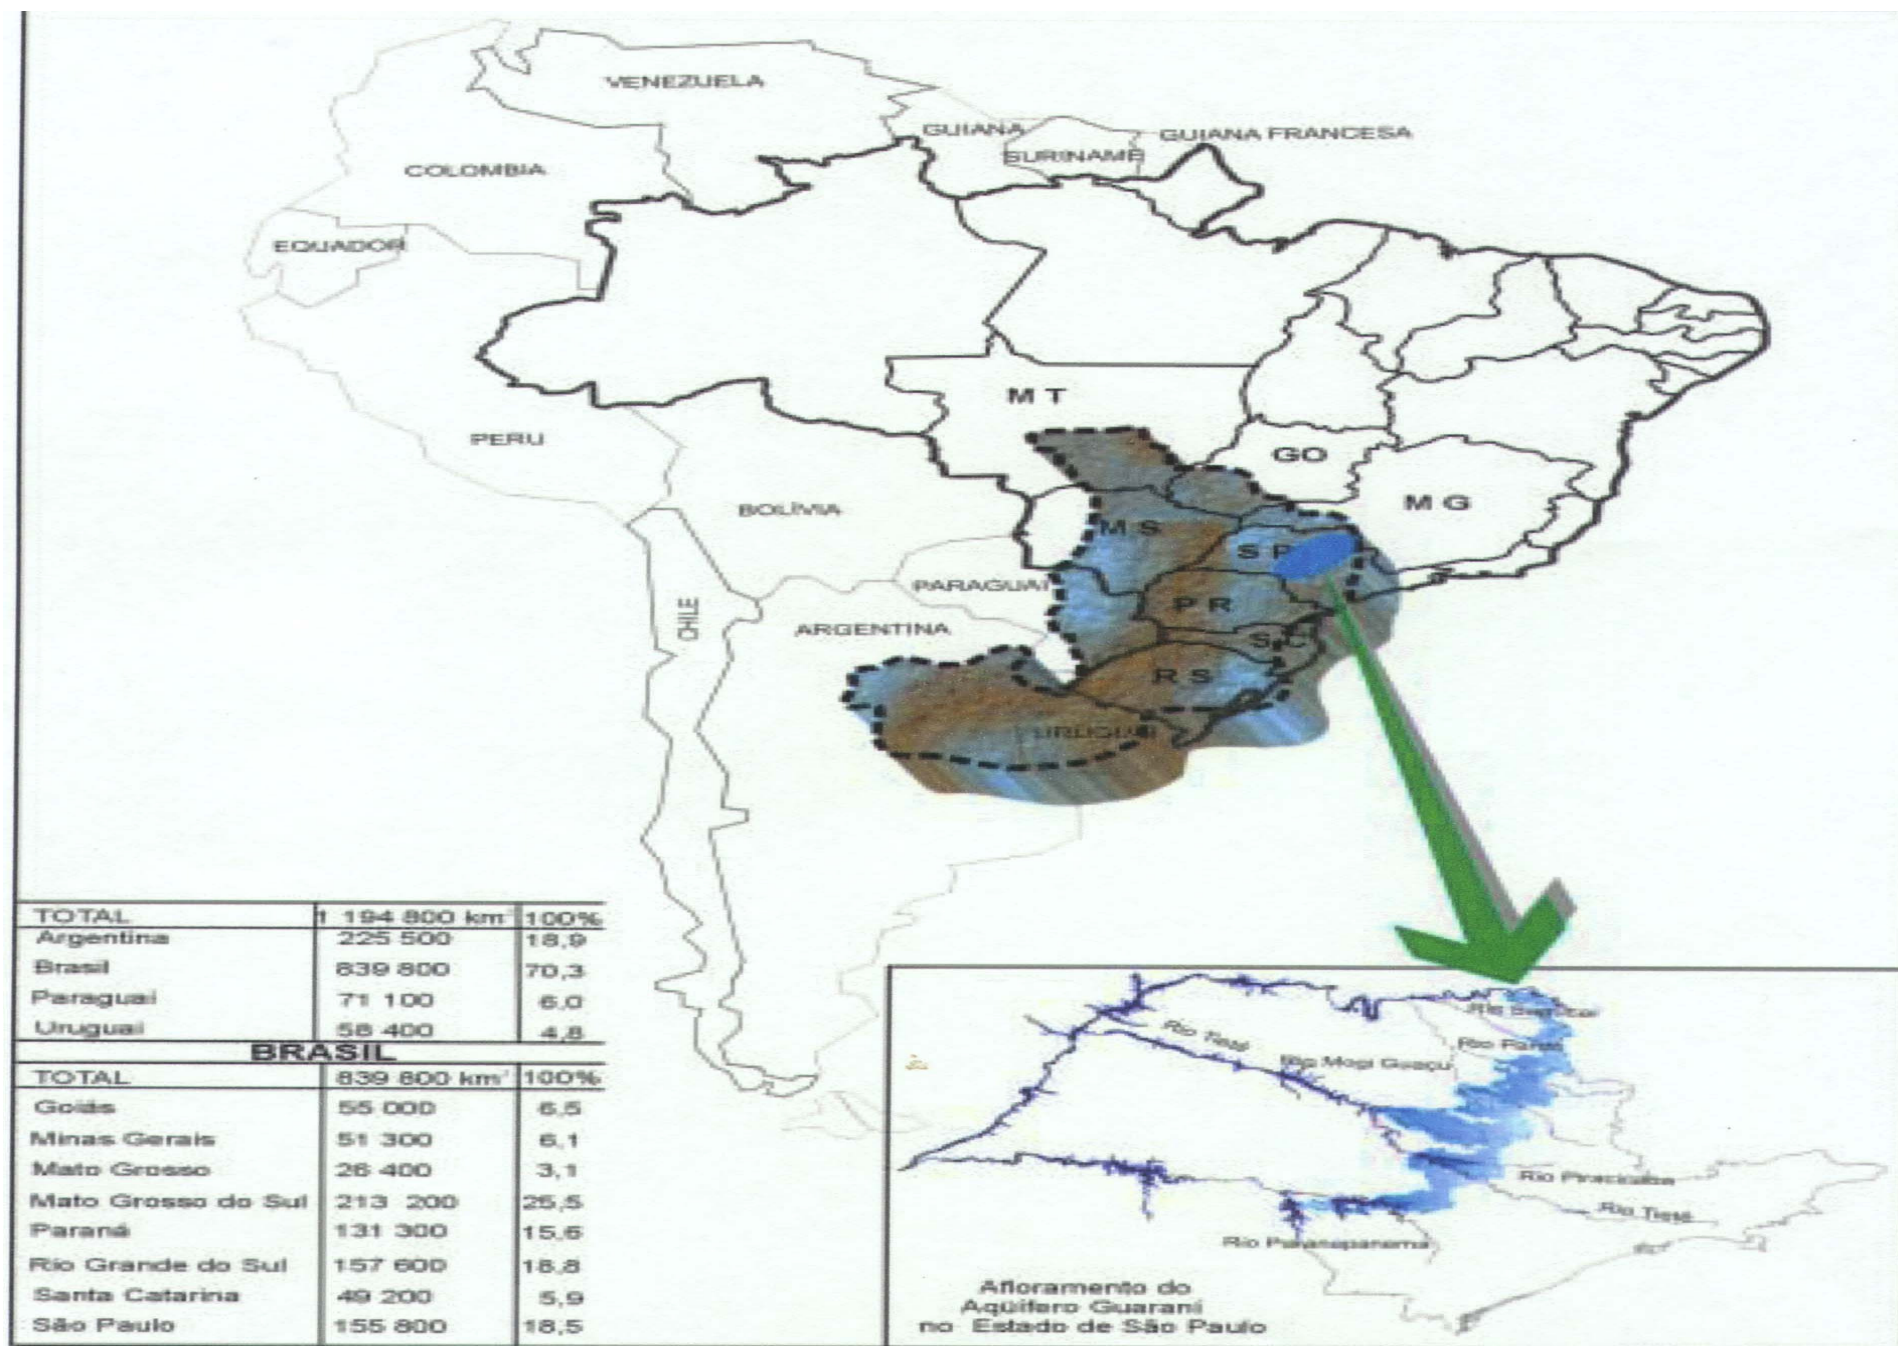 VENEZUELA
GUIANA
GUIANA FRANCESA
SURINAME
COLOMBIA
EQUADOR
M T
PERU
GO
M G
BOLÍVIA
M S
S P
PARAGUAI
P R
CHILE
ARGENTINA
S C
R S
URUGUAI
TOTAL 1 194 800 km² 100%
Argentina 225 500 18,9
Brasil 839 800 70,3
Paraguai 71 100 6,0
Uruguai 58 400 4,8
BRASIL
TOTAL 839 800 km² 100%
Goiás 55 000 6,5
Minas Gerais 51 300 6,1
Mato Grosso 26 400 3,1
Mato Grosso do Sul 213 200 25,5
Paraná 131 300 15,6
Rio Grande do Sul 157 600 18,8
Santa Catarina 49 200 5,9
São Paulo 155 800 18,5
Rio Pardo
Rio Tietê
Rio Mogi Guaçu
Rio Piracicaba
Rio Tietê
Rio Paranapanema
Afloramento do
Aqüífero Guarani
no Estado de São Paulo